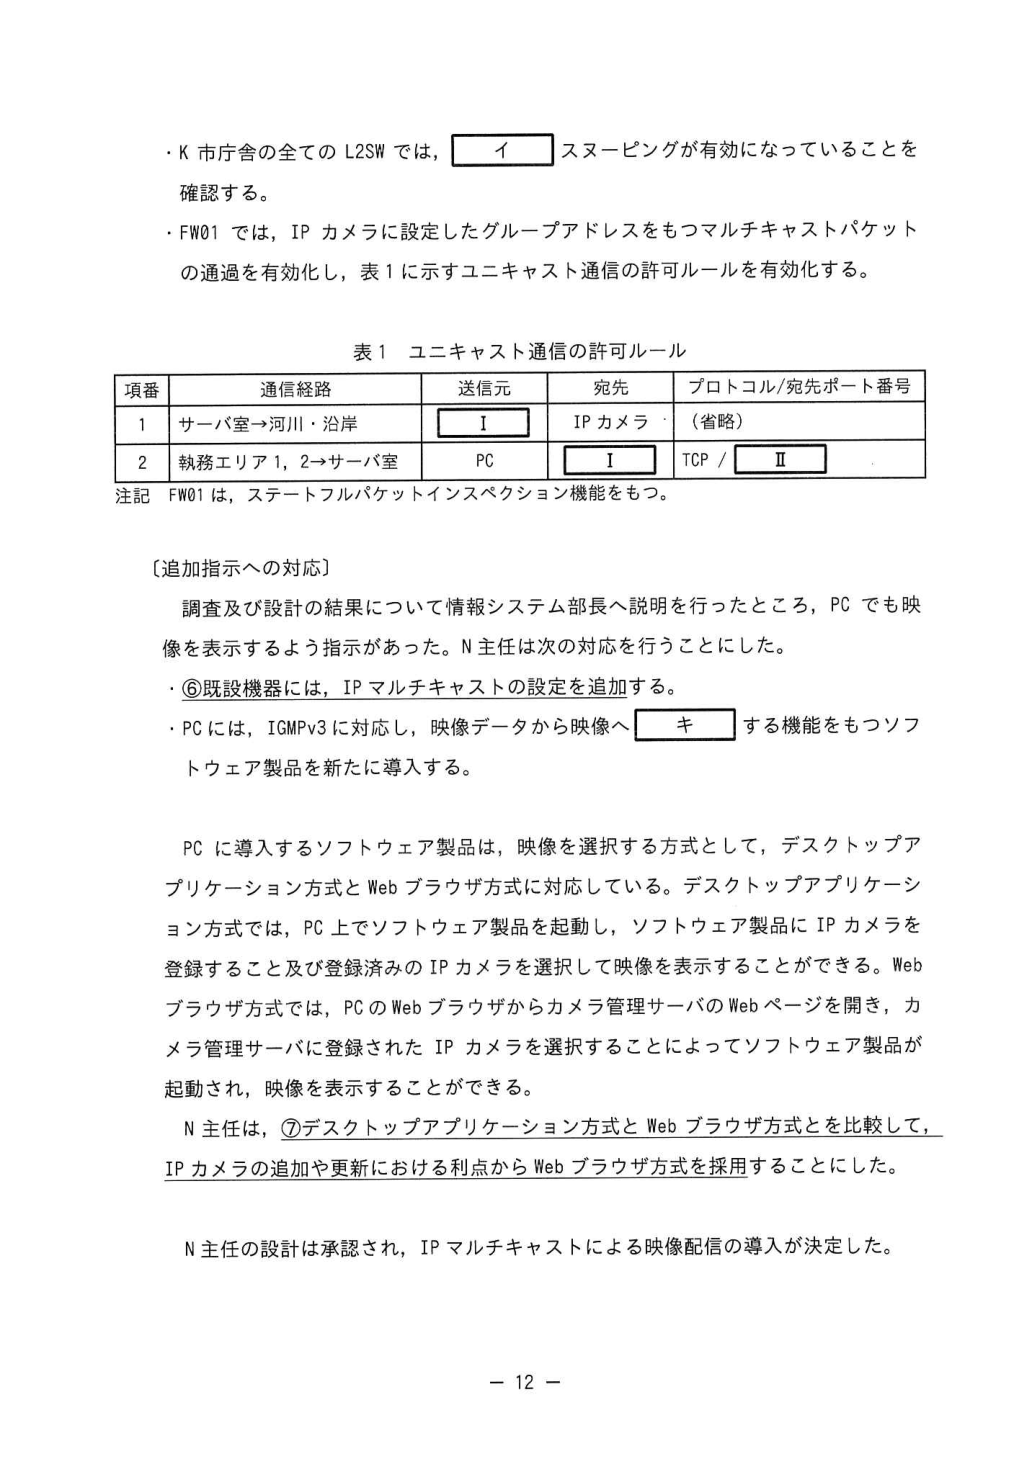 ・K 市庁舎の全ての L2SW では，イスヌーピングが有効になっていることを
確認する。
・FW01 では，IP カメラに設定したグループアドレスをもつマルチキャストパケット
の通過を有効化し，表1に示すユニキャスト通信の許可ルールを有効化する。
表1　ユニキャスト通信の許可ルール
項番 通信経路 送信元 宛先 プロトコル/宛先ポート番号
1 サーバ室→河川・沿岸 Ⅰ IP カメラ （省略）
2 執務エリア 1，2→サーバ室 PC Ⅰ TCP / Ⅱ
注記　FW01 は，ステートフルパケットインスペクション機能をもつ。
〔追加指示への対応〕
調査及び設計の結果について情報システム部長へ説明を行ったところ，PC でも映
像を表示するよう指示があった。N 主任は次の対応を行うことにした。
・⑥既設機器には，IP マルチキャストの設定を追加する。
・PC には，IGMPv3 に対応し，映像データから映像へキする機能をもつソフ
トウェア製品を新たに導入する。
PC に導入するソフトウェア製品は，映像を選択する方式として，デスクトップア
プリケーション方式と Web ブラウザ方式に対応している。デスクトップアプリケーシ
ョン方式では，PC 上でソフトウェア製品を起動し，ソフトウェア製品に IP カメラを
登録すること及び登録済みの IP カメラを選択して映像を表示することができる。Web
ブラウザ方式では，PC の Web ブラウザからカメラ管理サーバの Web ページを開き，カ
メラ管理サーバに登録された IP カメラを選択することによってソフトウェア製品が
起動され，映像を表示することができる。
N 主任は，⑦デスクトップアプリケーション方式と Web ブラウザ方式とを比較して，
IP カメラの追加や更新における利点から Web ブラウザ方式を採用することにした。
N 主任の設計は承認され，IP マルチキャストによる映像配信の導入が決定した。
－ 12 －